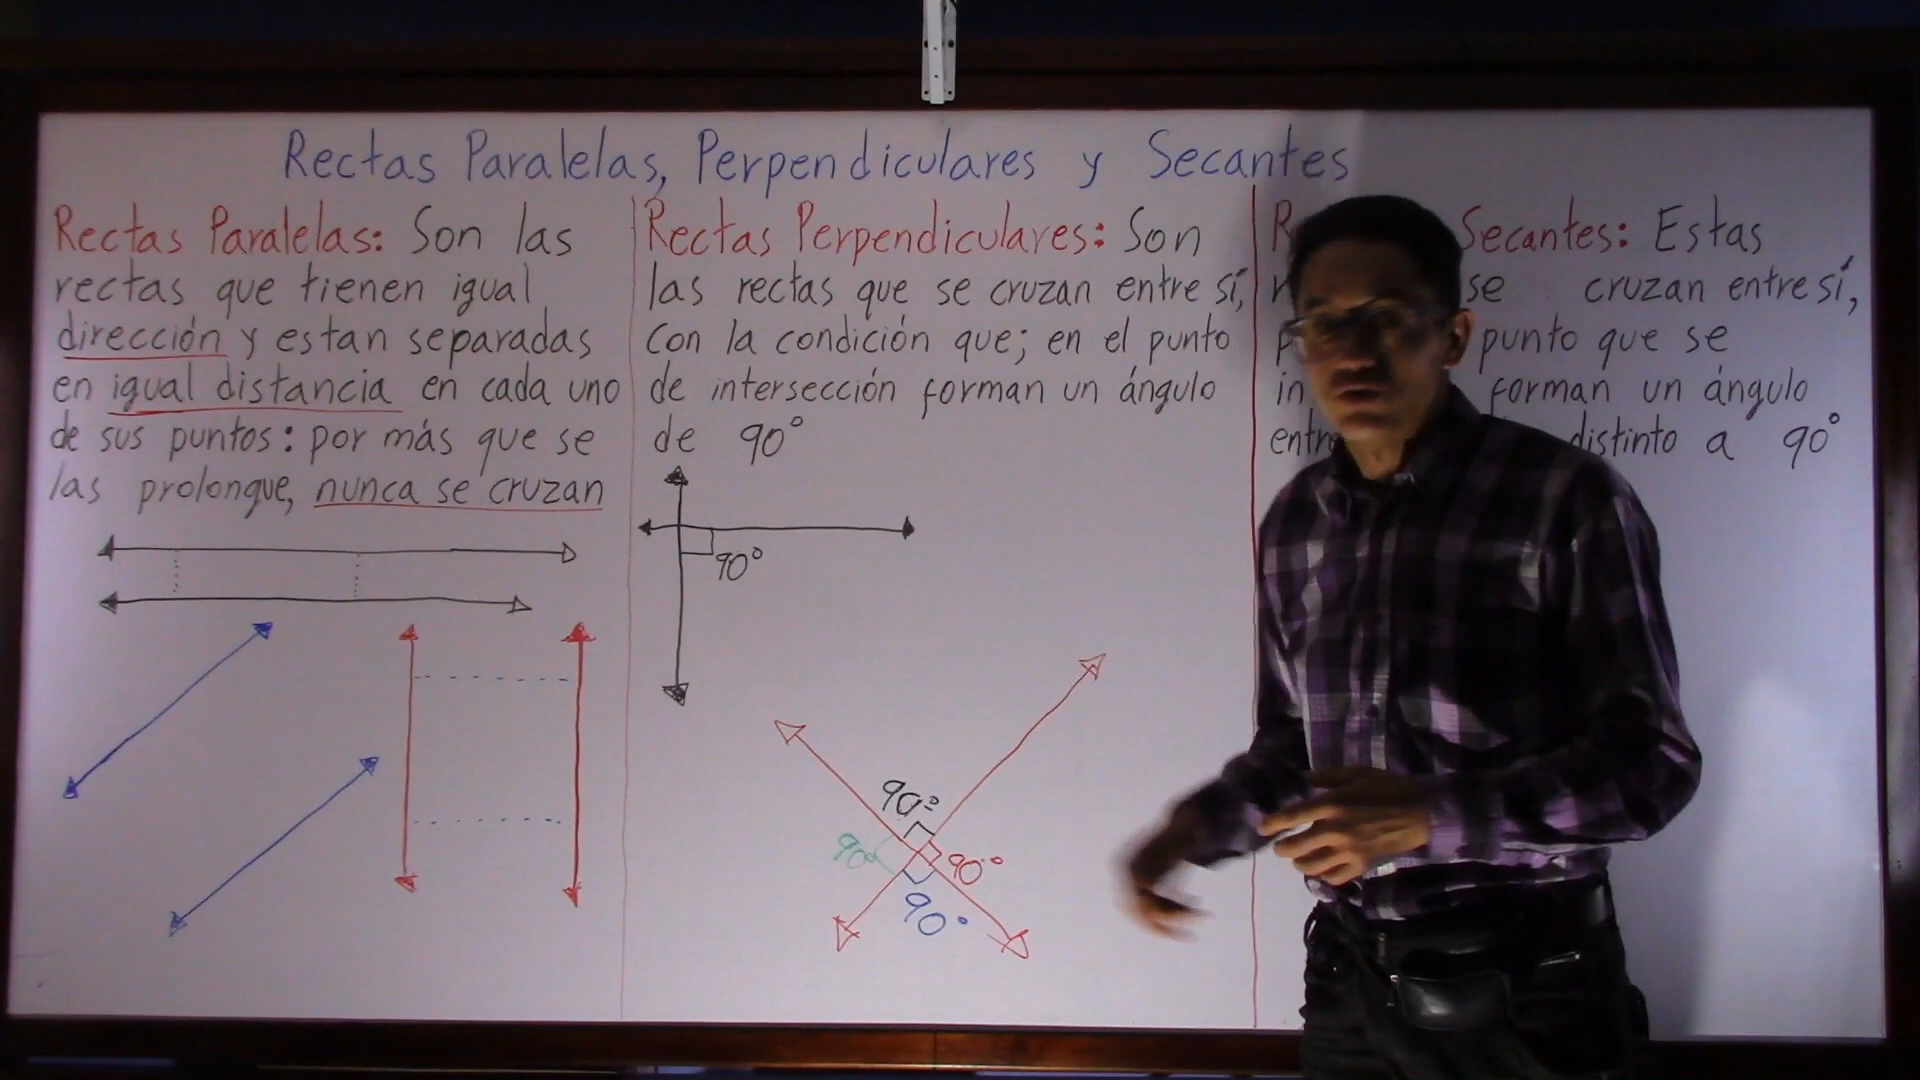 Rectas Paralelas, Perpendiculares y Secantes
Rectas Paralelas: Son las
rectas que tienen igual
dirección y estan separadas
en igual distancia en cada uno
de sus puntos: por más que se
las prolongue, nunca se cruzan
Rectas Perpendiculares: Son
las rectas que se cruzan entre sí,
con la condición que; en el punto
de intersección forman un ángulo
de 90°
90°
90°
90°
90°
90°
Secantes: Estas
se cruzan entre sí,
punto que se
forman un ángulo
distinto a 90°